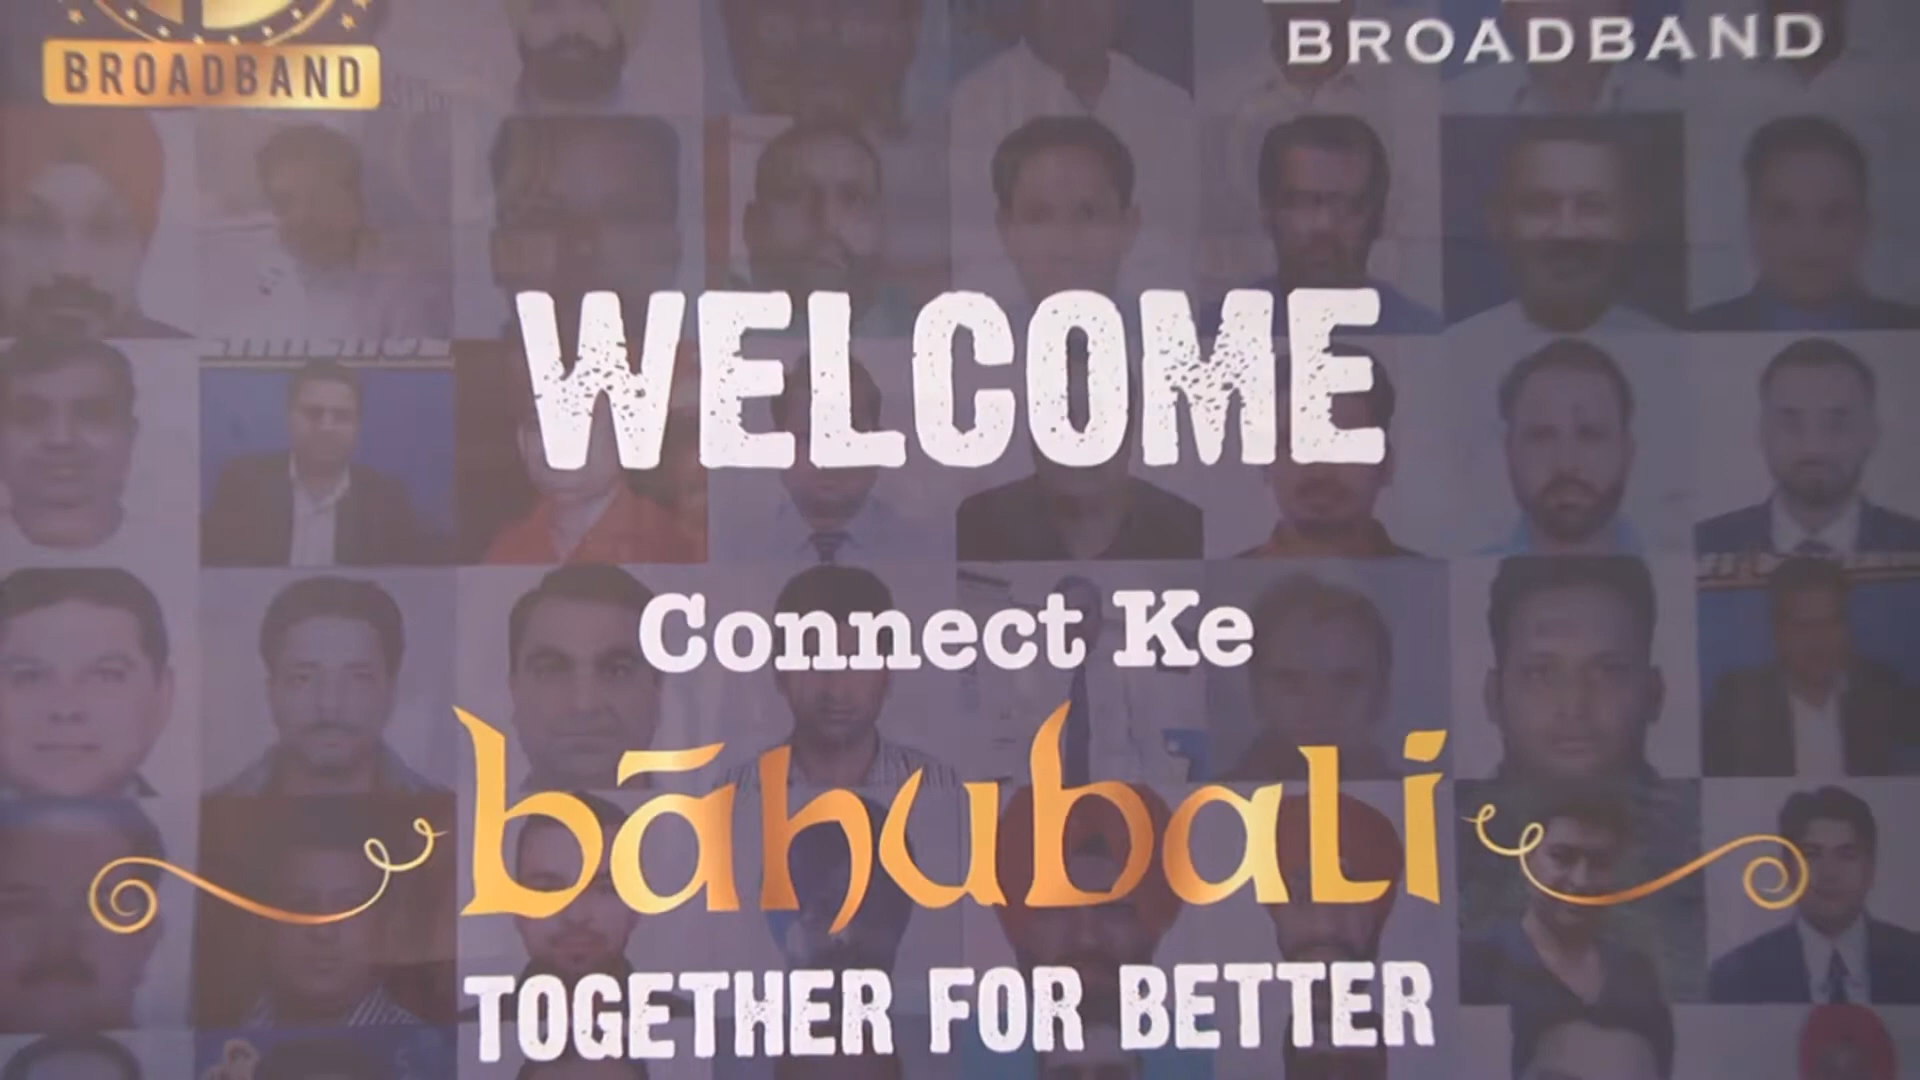 BROADBAND
BROADBAND
WELCOME
Connect Ke
bāhubali
TOGETHER FOR BETTER